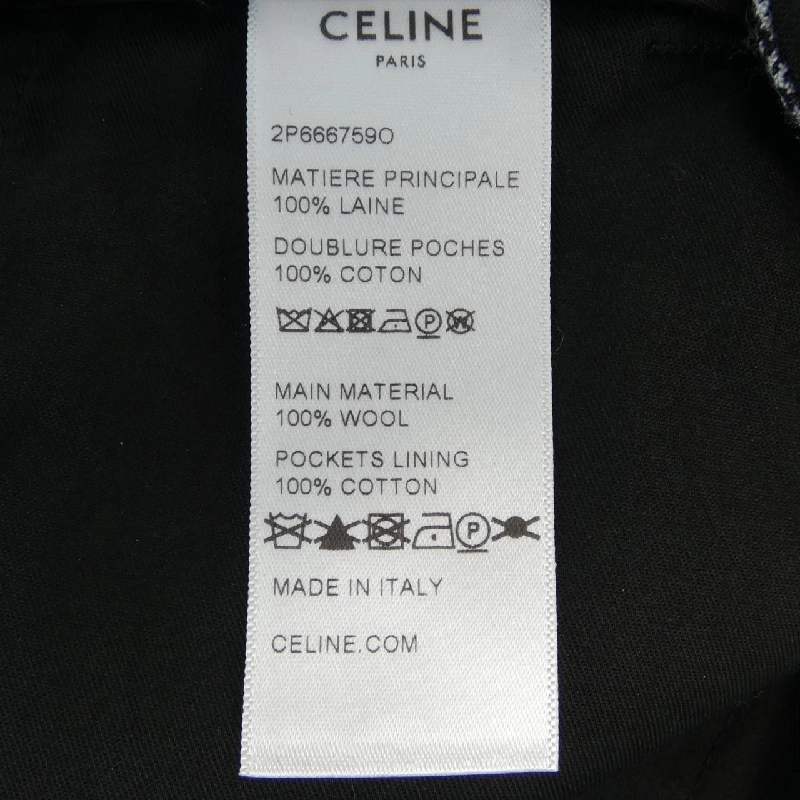 CELINE
PARIS
2P666759O
MATIERE PRINCIPALE
100% LAINE
DOUBLURE POCHES
100% COTON
P W
MAIN MATERIAL
100% WOOL
POCKETS LINING
100% COTTON
P
MADE IN ITALY
CELINE.COM